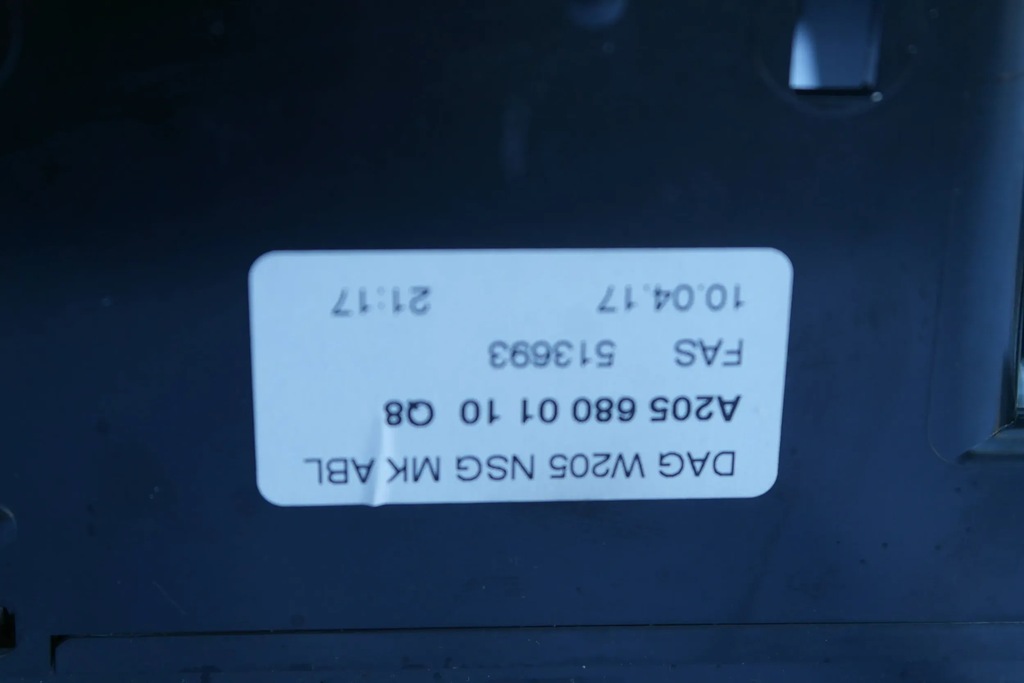 DAG W205 NSG MK ABL
A205 680 01 10 Q8
FAS 513693
10.04.17 21:17